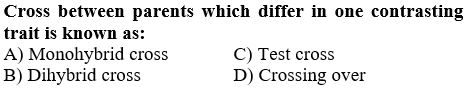 Cross between parents which differ in one contrasting
trait is known as:
A) Monohybrid cross C) Test cross
B) Dihybrid cross D) Crossing over